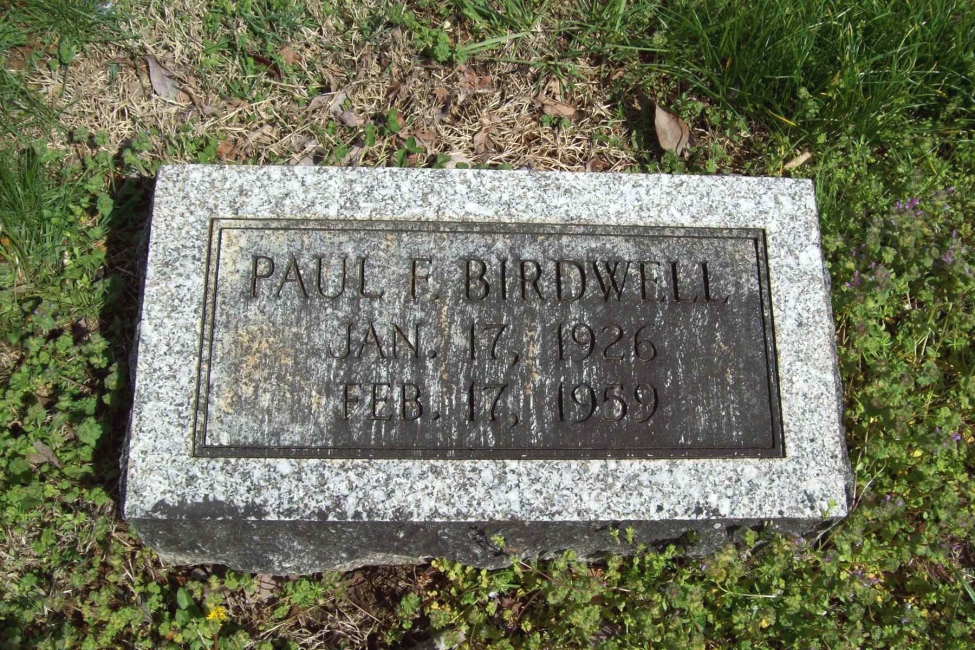 PAUL F. BIRDWELL
JAN. 17, 1926
FEB. 17, 1959